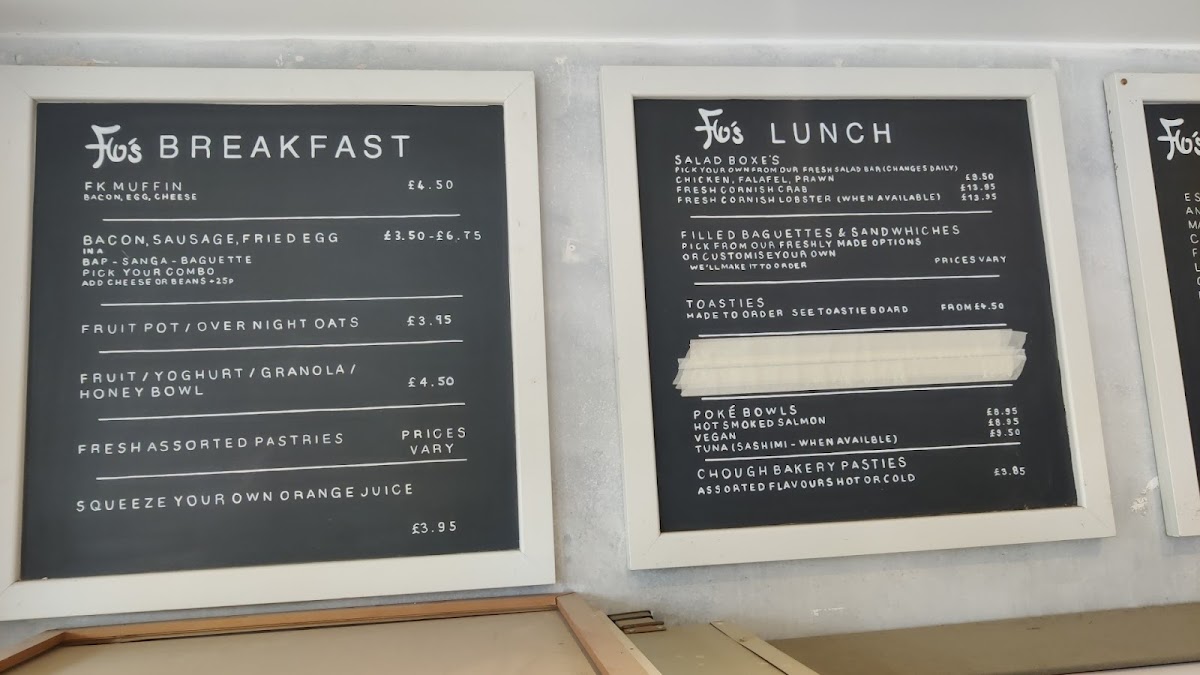 Flo's BREAKFAST
FK MUFFIN £4.50
BACON, EGG, CHEESE
BACON, SAUSAGE, FRIED EGG £3.50-£6.75
IN A
BAP - SANGA - BAGUETTE
PICK YOUR COMBO
ADD CHEESE OR BEANS +25P
FRUIT POT / OVER NIGHT OATS £3.95
FRUIT / YOGHURT / GRANOLA /
HONEY BOWL £4.50
FRESH ASSORTED PASTRIES PRICES
VARY
SQUEEZE YOUR OWN ORANGE JUICE
£3.95
Flo's LUNCH
SALAD BOXE'S
PICK YOUR OWN FROM OUR FRESH SALAD BAR (CHANGES DAILY)
CHICKEN, FALAFEL, PRAWN £9.50
FRESH CORNISH CRAB £13.95
FRESH CORNISH LOBSTER (WHEN AVAILABLE) £13.95
FILLED BAGUETTES & SANDWHICHES
PICK FROM OUR FRESHLY MADE OPTIONS
OR CUSTOMISE YOUR OWN
WE'LL MAKE IT TO ORDER PRICES VARY
TOASTIES
MADE TO ORDER SEE TOASTIE BOARD FROM £4.50
POKÉ BOWLS £8.95
HOT SMOKED SALMON £8.95
VEGAN £9.50
TUNA (SASHIMI - WHEN AVAILBLE)
CHOUGH BAKERY PASTIES £3.85
ASSORTED FLAVOURS HOT OR COLD
Flo's